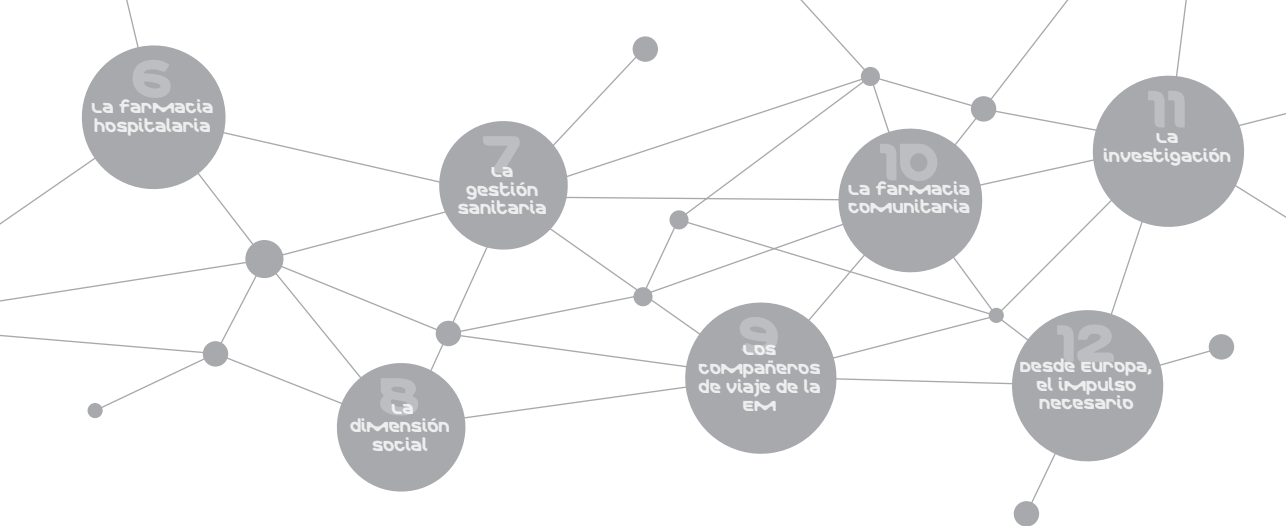 6
La farmacia
hospitalaria
7
La
gestión
sanitaria
8
La
dimensión
social
9
Los
compañeros
de viaje de la
EM
10
La farmacia
comunitaria
11
La
investigación
12
Desde Europa,
el impulso
necesario